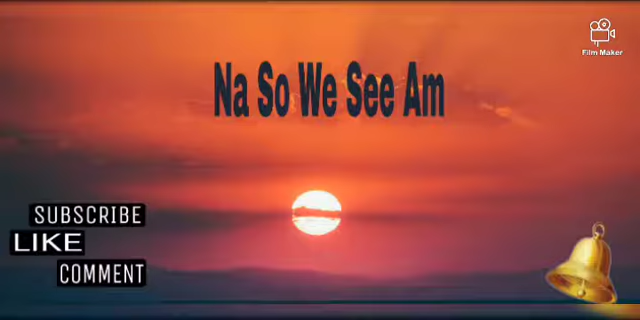 Film Maker
Na So We See Am
SUBSCRIBE
LIKE
COMMENT